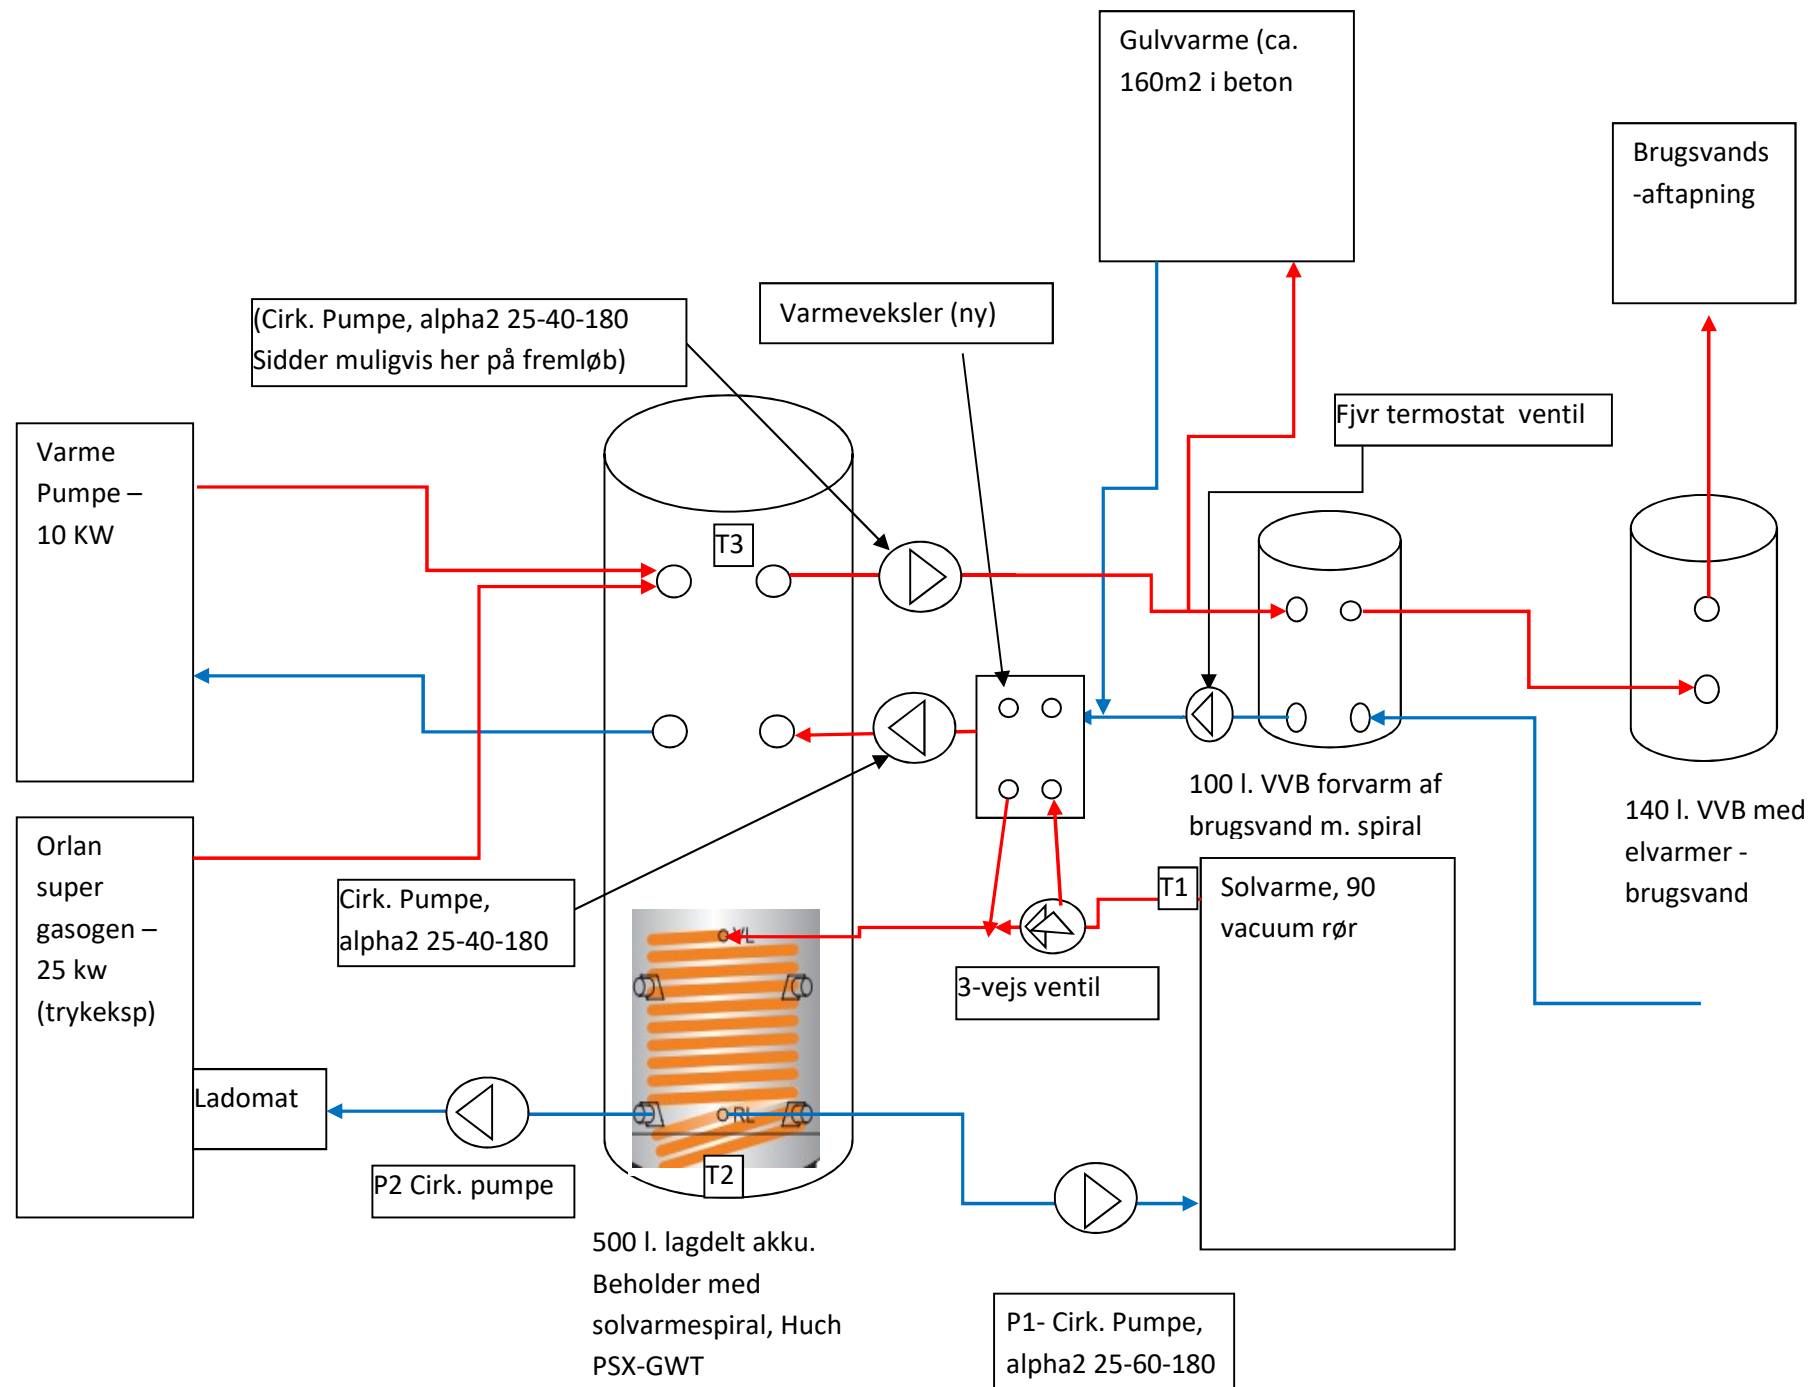 Gulvvarme (ca.
160m2 i beton
Brugsvands
-aftapning
(Cirk. Pumpe, alpha2 25-40-180
Sidder muligvis her på fremløb)
Varmeveksler (ny)
Fjvr termostat  ventil
Varme
Pumpe –
10 KW
T3
100 l. VVB forvarm af
brugsvand m. spiral
140 l. VVB med
elvarmer -
brugsvand
Orlan
super
gasogen –
25 kw
(trykeksp)
Cirk. Pumpe,
alpha2 25-40-180
T1
Solvarme, 90
vacuum rør
VL
3-vejs ventil
Ladomat
RL
P2 Cirk. pumpe
T2
500 l. lagdelt akku.
Beholder med
solvarmespiral, Huch
PSX-GWT
P1- Cirk. Pumpe,
alpha2 25-60-180